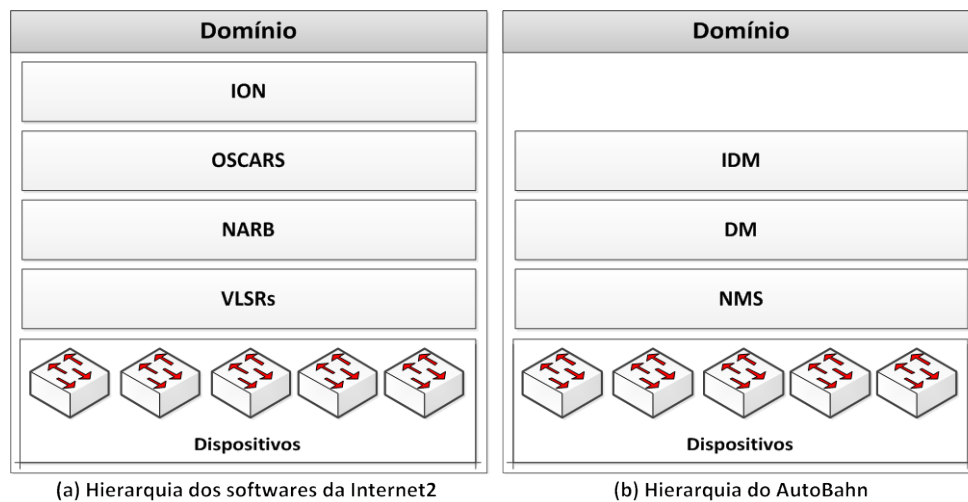 Domínio
ION
OSCARS
NARB
VLSRs
Dispositivos
(a) Hierarquia dos softwares da Internet2
Domínio
IDM
DM
NMS
Dispositivos
(b) Hierarquia do AutoBahn